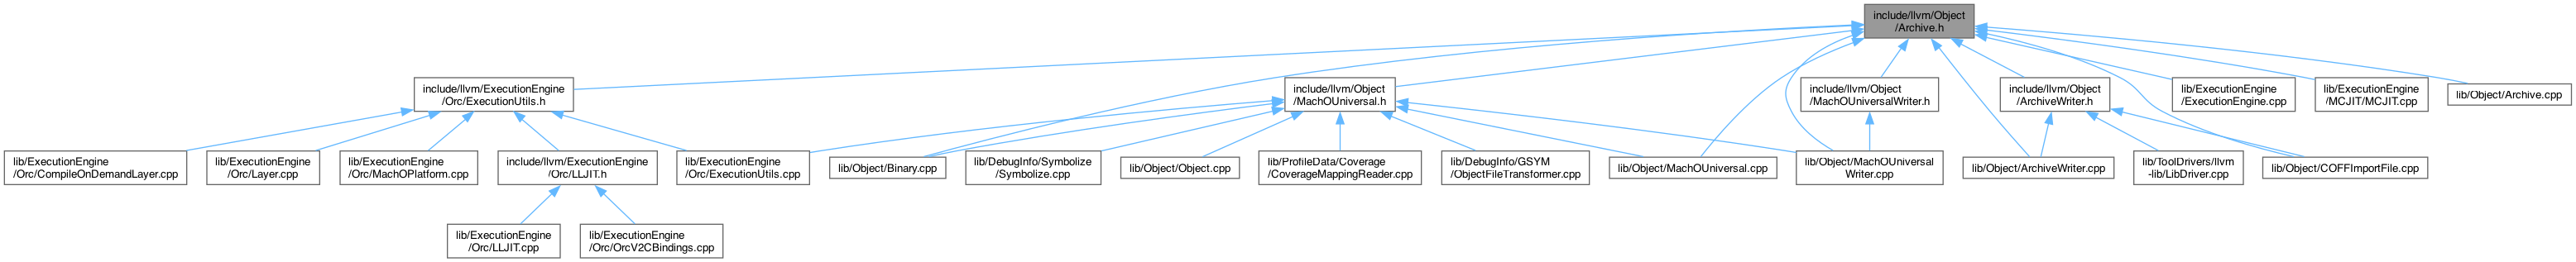 include/llvm/Object
/Archive.h
include/llvm/ExecutionEngine
/Orc/ExecutionUtils.h
include/llvm/Object
/MachOUniversal.h
include/llvm/Object
/MachOUniversalWriter.h
include/llvm/Object
/ArchiveWriter.h
lib/ExecutionEngine
/ExecutionEngine.cpp
lib/ExecutionEngine
/MCJIT/MCJIT.cpp
lib/Object/Archive.cpp
lib/ExecutionEngine
/Orc/CompileOnDemandLayer.cpp
lib/ExecutionEngine
/Orc/Layer.cpp
lib/ExecutionEngine
/Orc/MachOPlatform.cpp
include/llvm/ExecutionEngine
/Orc/LLJIT.h
lib/ExecutionEngine
/Orc/ExecutionUtils.cpp
lib/Object/Binary.cpp
lib/DebugInfo/Symbolize
/Symbolize.cpp
lib/Object/Object.cpp
lib/ProfileData/Coverage
/CoverageMappingReader.cpp
lib/DebugInfo/GSYM
/ObjectFileTransformer.cpp
lib/Object/MachOUniversal.cpp
lib/Object/MachOUniversal
Writer.cpp
lib/Object/ArchiveWriter.cpp
lib/ToolDrivers/llvm
-lib/LibDriver.cpp
lib/Object/COFFImportFile.cpp
lib/ExecutionEngine
/Orc/LLJIT.cpp
lib/ExecutionEngine
/Orc/OrcV2CBindings.cpp